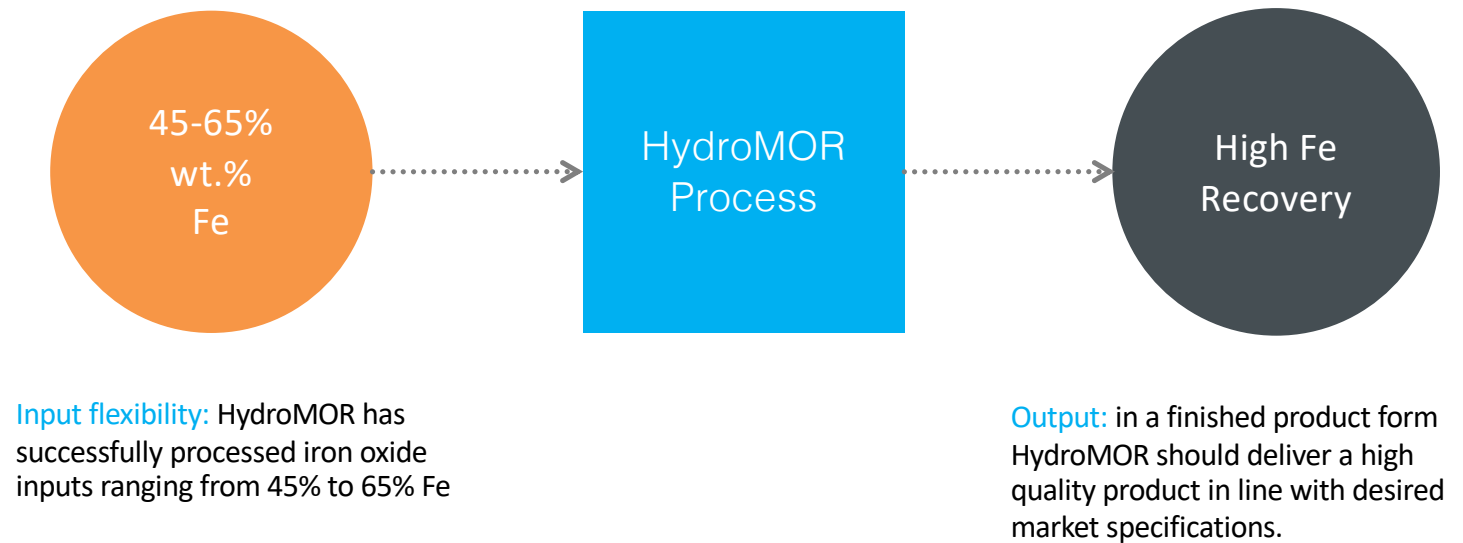 45-65%
wt.%
Fe
HydroMOR
Process
High Fe
Recovery
Input flexibility: HydroMOR has
successfully processed iron oxide
inputs ranging from 45% to 65% Fe
Output: in a finished product form
HydroMOR should deliver a high
quality product in line with desired
market specifications.